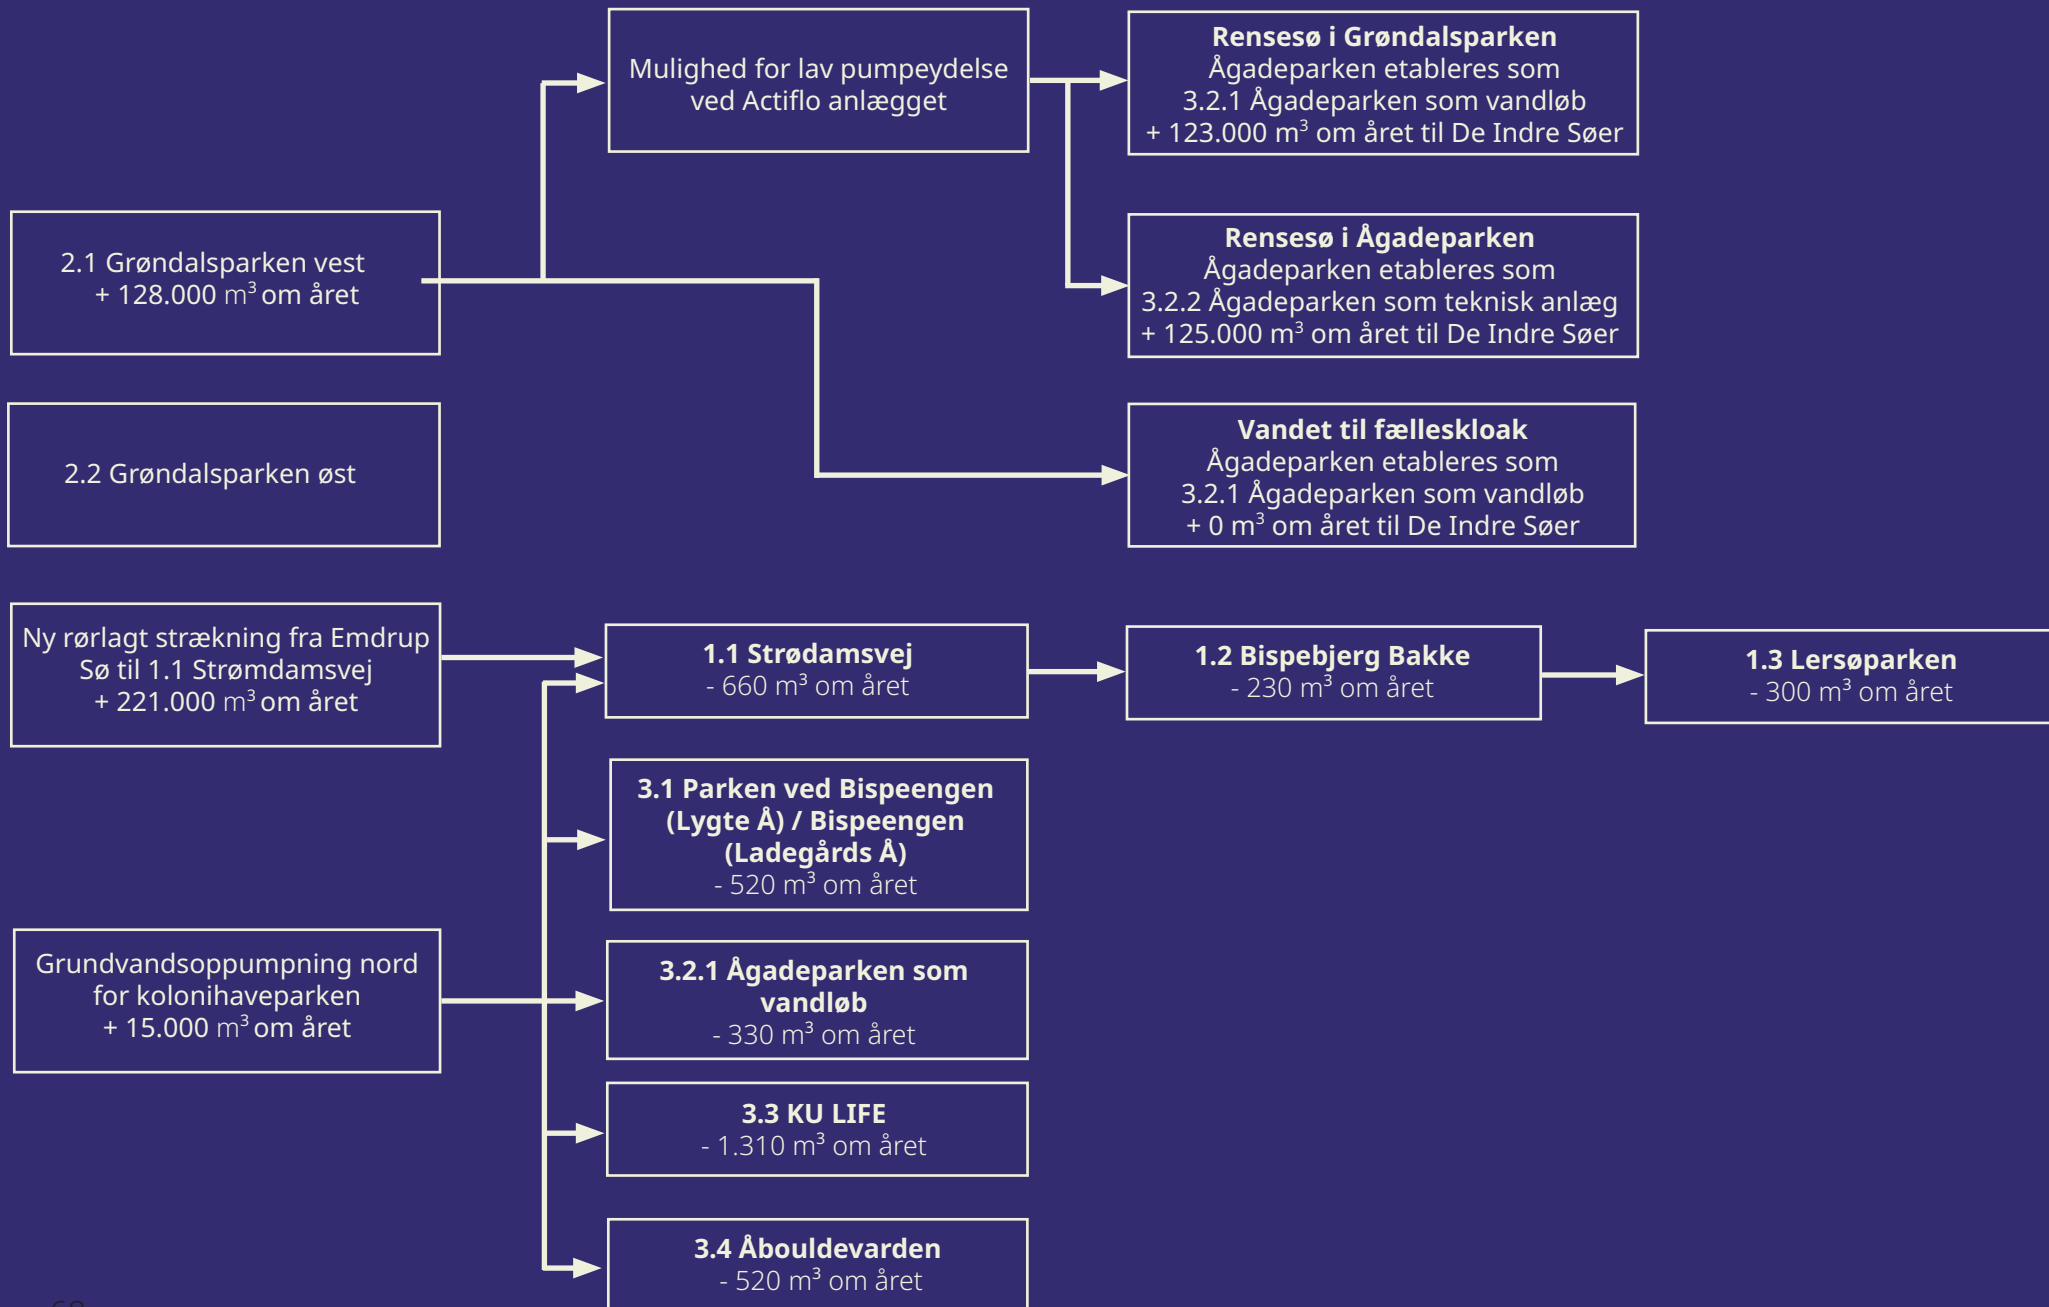 Mulighed for lav pumpeydelse
ved Actiflo anlægget
Rensesø i Grøndalsparken
Ågadeparken etableres som
3.2.1 Ågadeparken som vandløb
+ 123.000 m³ om året til De Indre Søer
2.1 Grøndalsparken vest
+ 128.000 m³ om året
Rensesø i Ågadeparken
Ågadeparken etableres som
3.2.2 Ågadeparken som teknisk anlæg
+ 125.000 m³ om året til De Indre Søer
2.2 Grøndalsparken øst
Vandet til fælleskloak
Ågadeparken etableres som
3.2.1 Ågadeparken som vandløb
+ 0 m³ om året til De Indre Søer
Ny rørlagt strækning fra Emdrup
Sø til 1.1 Strømdamsvej
+ 221.000 m³ om året
1.1 Strødamsvej
- 660 m³ om året
1.2 Bispebjerg Bakke
- 230 m³ om året
1.3 Lersøparken
- 300 m³ om året
3.1 Parken ved Bispeengen
(Lygte Å) / Bispeengen
(Ladegårds Å)
- 520 m³ om året
Grundvandsoppumpning nord
for kolonihaveparken
+ 15.000 m³ om året
3.2.1 Ågadeparken som
vandløb
- 330 m³ om året
3.3 KU LIFE
- 1.310 m³ om året
3.4 Åbouldevarden
- 520 m³ om året